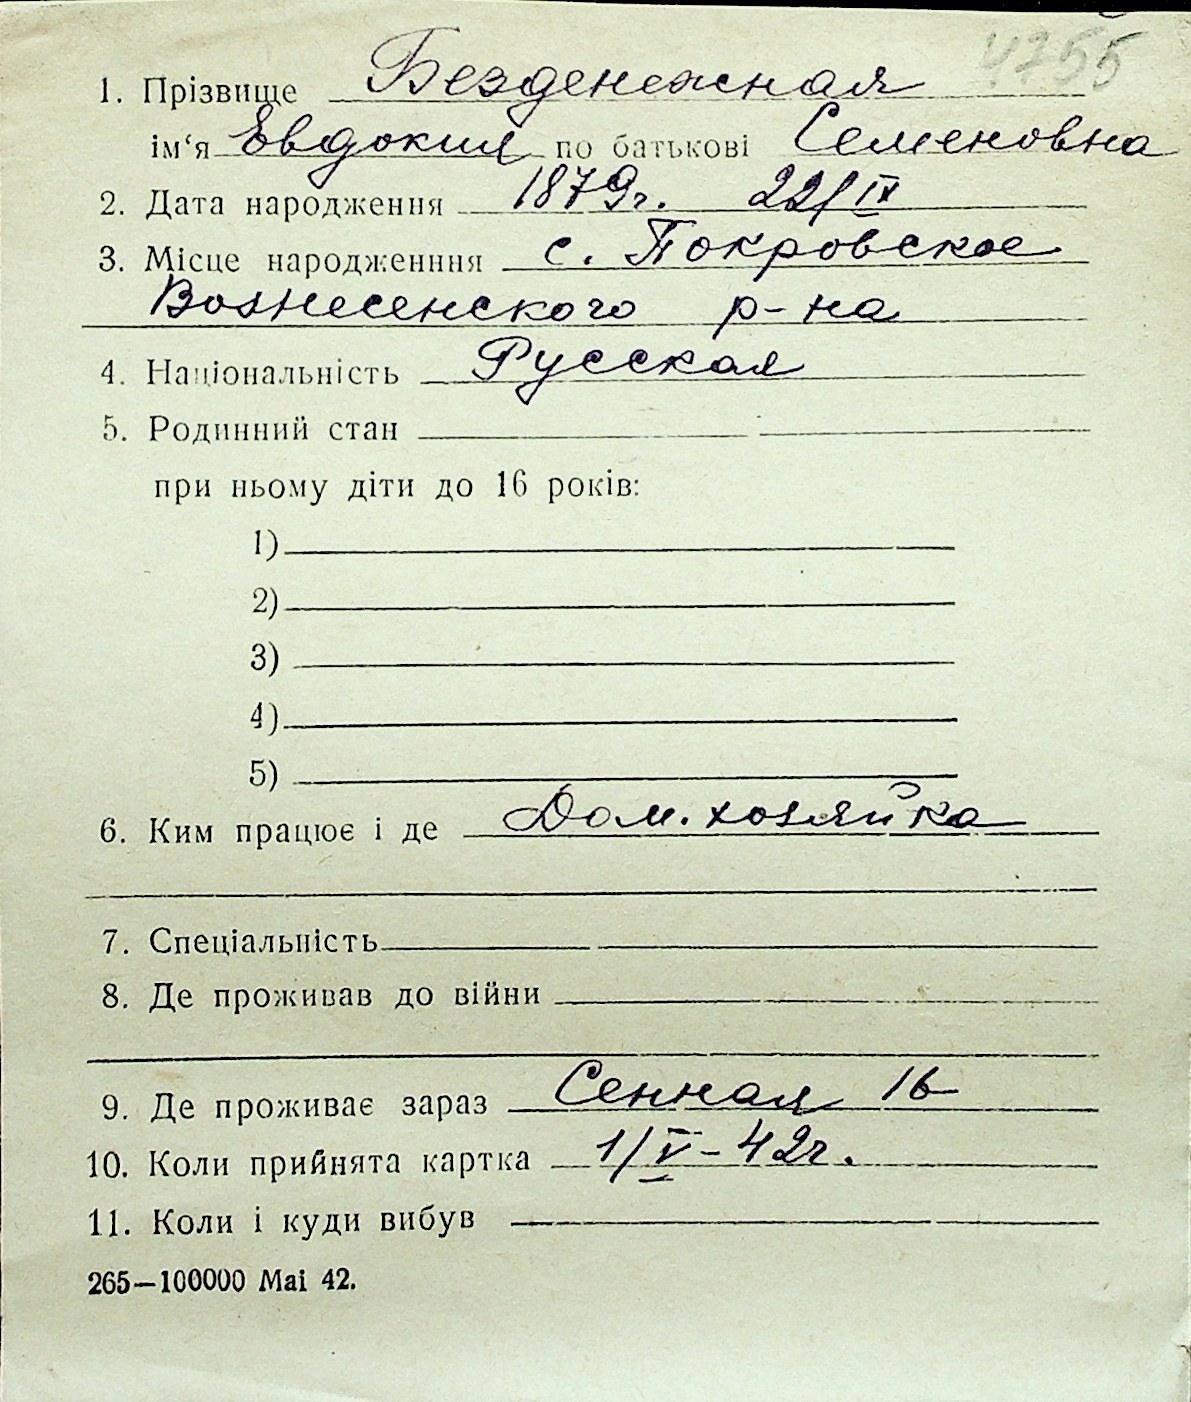 4755
1. Прізвище Безденежная
ім‘я Евдокия по батькові Семеновна
2. Дата народження 1879г. 22/IX
3. Місце народженння с. Покровское
Вознесенского р-на
4. Національність Русская
5. Родинний стан
при ньому діти до 16 років:
1)
2)
3)
4)
5)
6. Ким працює і де Дом. хозяйка
7. Спеціальність
8. Де проживав до війни
9. Де проживає зараз Сенная 16
10. Коли прийнята картка 1/V-42г.
11. Коли і куди вибув
265—100000 Mai 42.